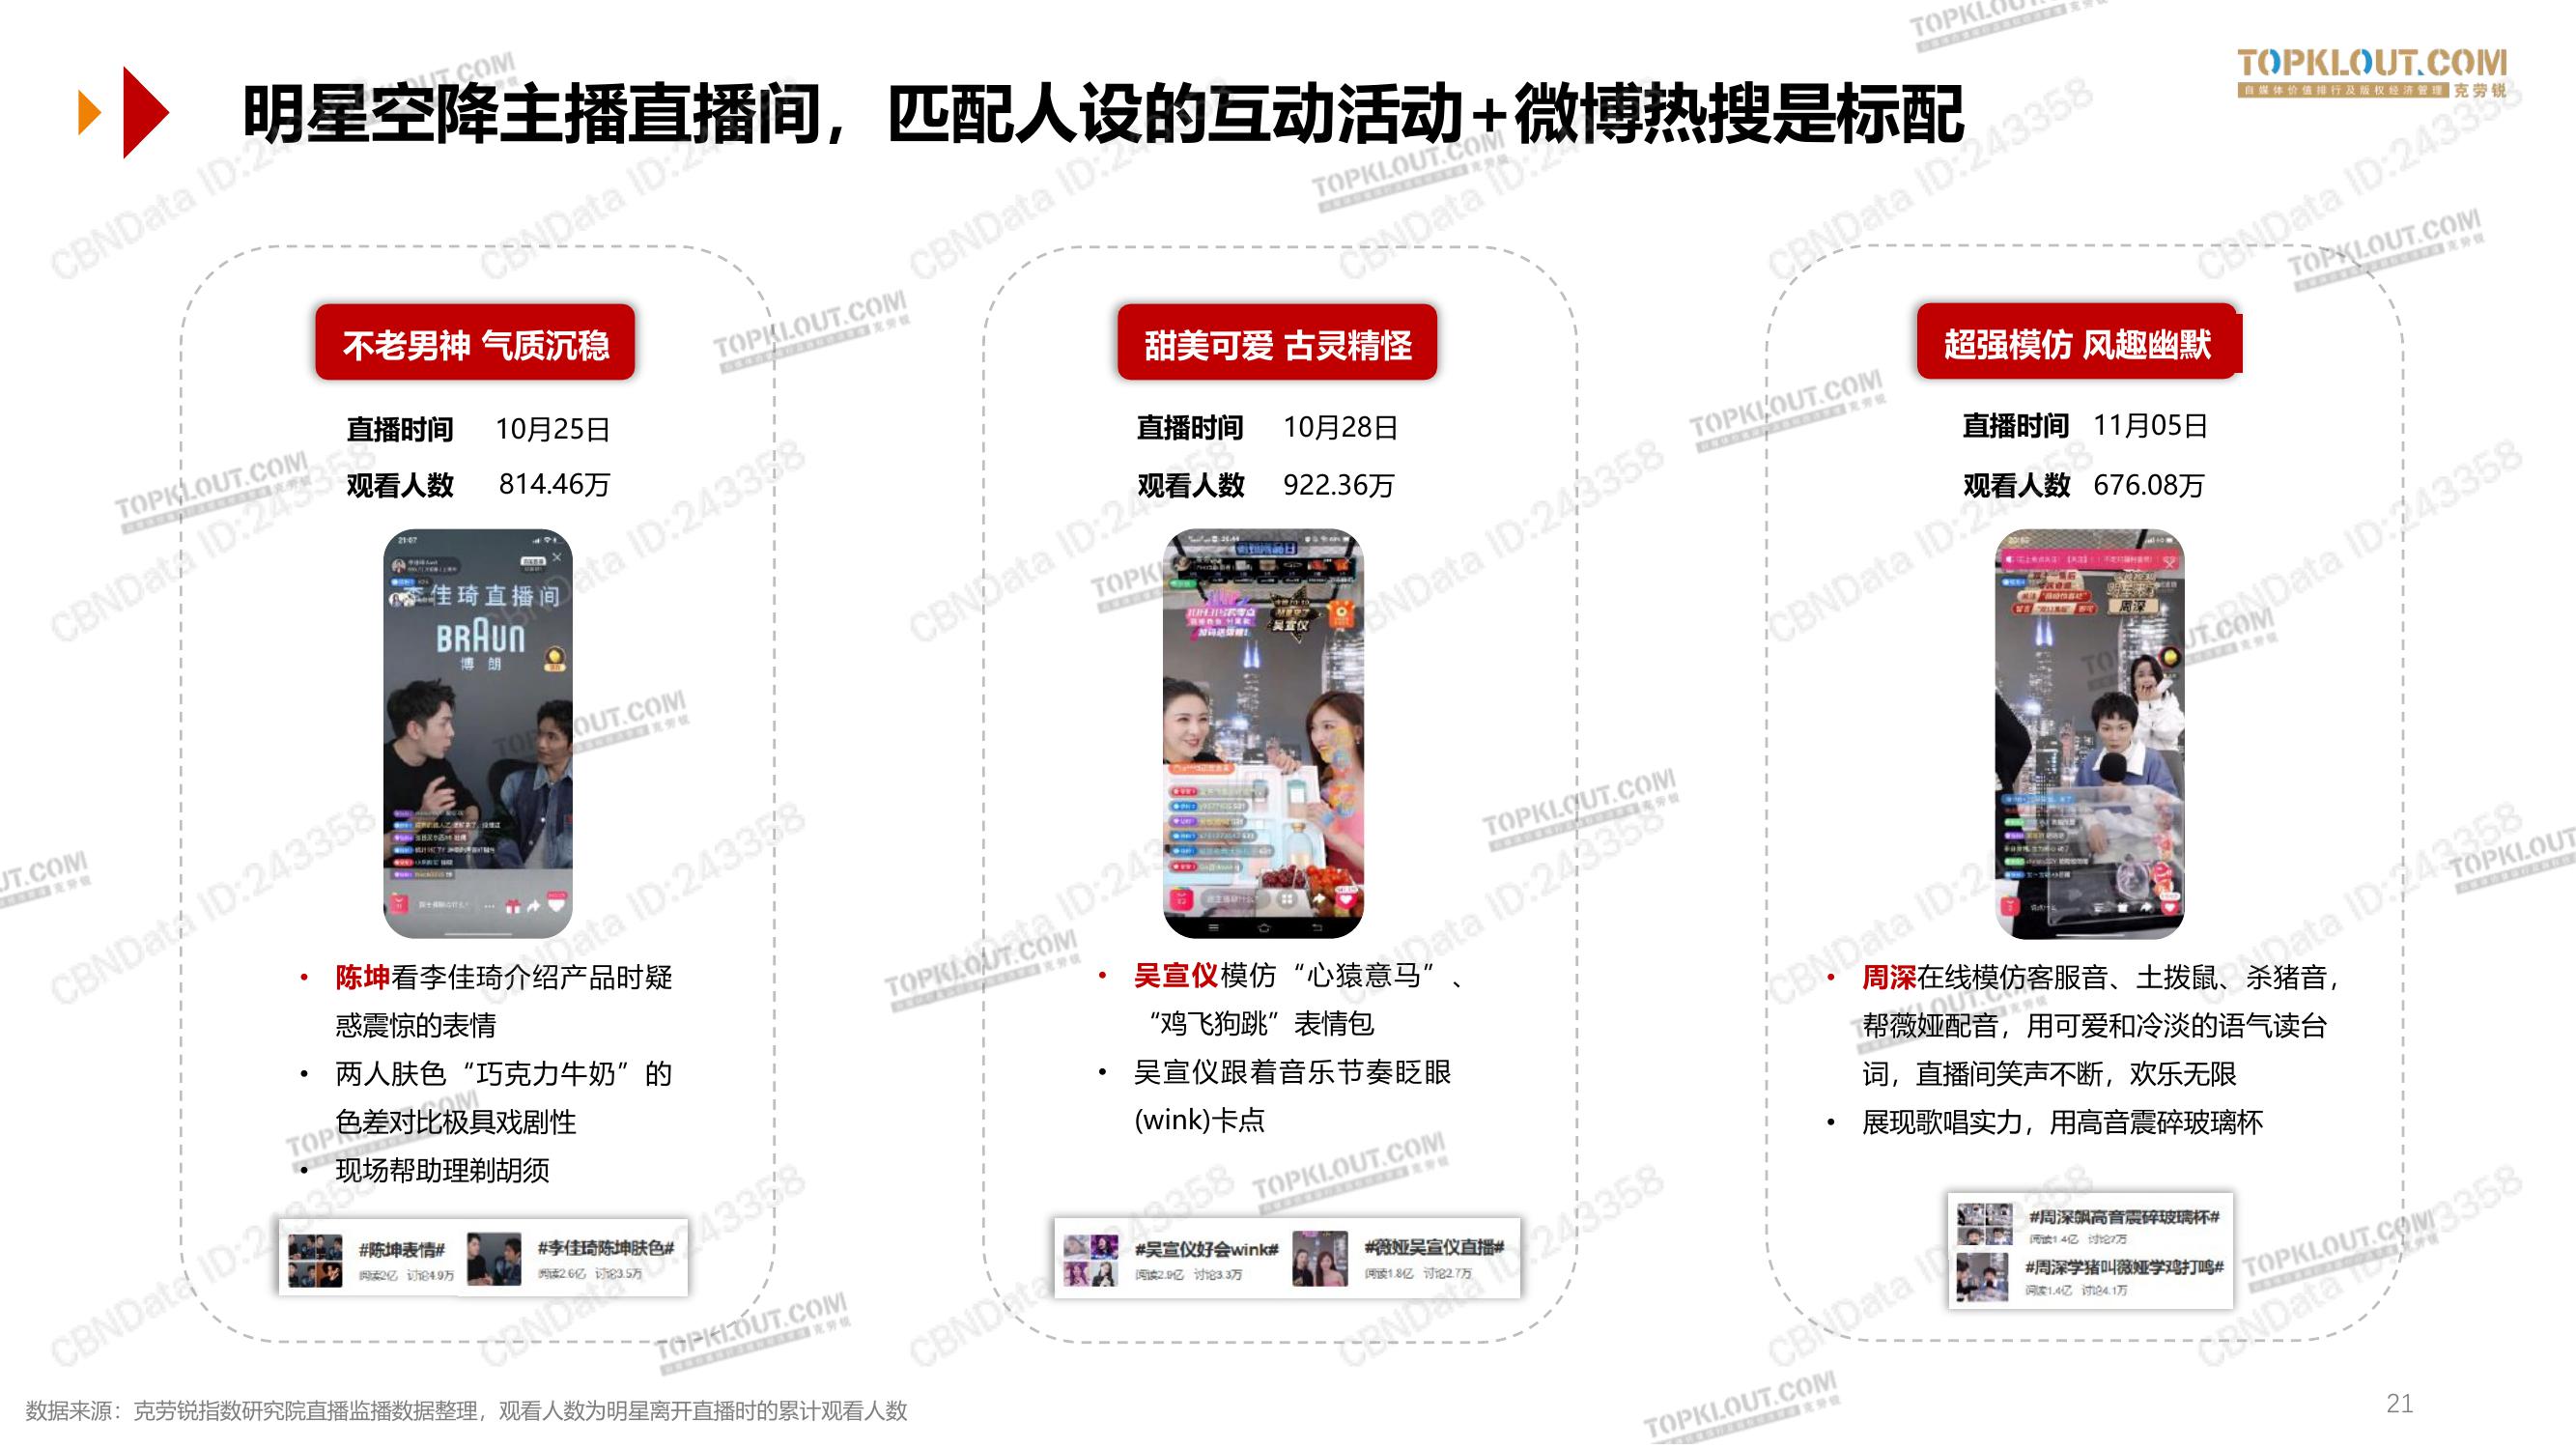 明星空降主播直播间，匹配人设的互动活动+微博热搜是标配
TOPKLOUT.COM
自媒体价值排行及版权经济管理 克劳锐
不老男神 气质沉稳
直播时间 10月25日
观看人数 814.46万
21:07
李佳琦直播间
BRAUN
博朗
• 陈坤看李佳琦介绍产品时疑
惑震惊的表情
• 两人肤色“巧克力牛奶”的
色差对比极具戏剧性
• 现场帮助理剃胡须
#陈坤表情#
阅读2亿 讨论4.9万
#李佳琦陈坤肤色#
阅读2.6亿 讨论3.5万
甜美可爱 古灵精怪
直播时间 10月28日
观看人数 922.36万
吴宣仪
• 吴宣仪模仿“心猿意马”、
“鸡飞狗跳”表情包
• 吴宣仪跟着音乐节奏眨眼
(wink)卡点
#吴宣仪好会wink#
阅读2.9亿 讨论3.3万
#薇娅吴宣仪直播#
阅读1.8亿 讨论2.7万
超强模仿 风趣幽默
直播时间 11月05日
观看人数 676.08万
周深
• 周深在线模仿客服音、土拨鼠、杀猪音，
帮薇娅配音，用可爱和冷淡的语气读台
词，直播间笑声不断，欢乐无限
• 展现歌唱实力，用高音震碎玻璃杯
#周深飙高音震碎玻璃杯#
阅读1.4亿 讨论7万
#周深学猪叫薇娅学鸡打鸣#
阅读1.4亿 讨论4.1万
数据来源：克劳锐指数研究院直播监播数据整理，观看人数为明星离开直播时的累计观看人数
21
CBNData ID:243358